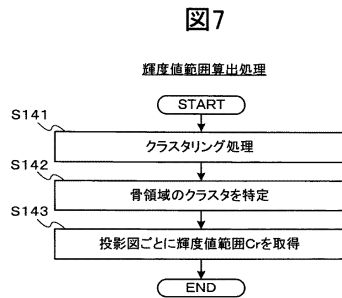 図7
輝度値範囲算出処理
START
S141
クラスタリング処理
S142
骨領域のクラスタを特定
S143
投影図ごとに輝度値範囲Crを取得
END